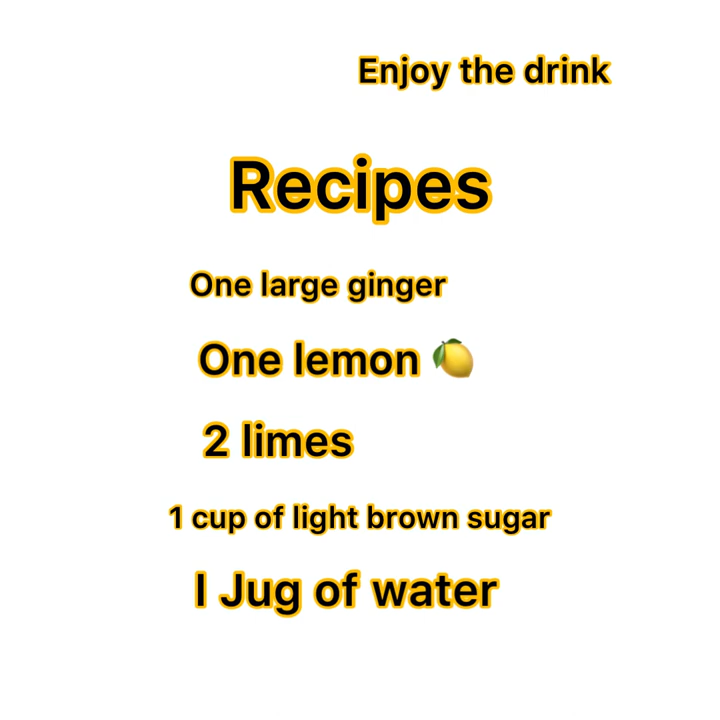 Enjoy the drink
Recipes
One large ginger
One lemon 🍋
2 limes
1 cup of light brown sugar
I Jug of water